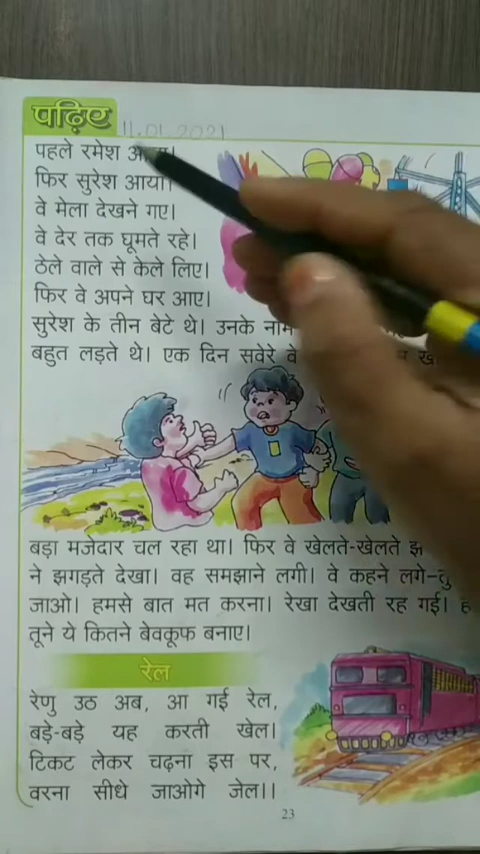 पढ़िए
11.01.2021
पहले रमेश
फिर सुरेश आया।
वे मेला देखने गए।
वे देर तक घूमते रहे।
ठेले वाले से केले लिए।
फिर वे अपने घर आए।
सुरेश के तीन बेटे थे। उनके नाम
बहुत लड़ते थे। एक दिन सवेरे वे
बड़ा मजेदार चल रहा था। फिर वे खेलते-खेलते
ने झगड़ते देखा। वह समझाने लगी। वे कहने लगे-तु
जाओ। हमसे बात मत करना। रेखा देखती रह गई।
तूने ये कितने बेवकूफ बनाए।
रेल
रेणु उठ अब, आ गई रेल,
बड़े-बड़े यह करती खेल।
टिकट लेकर चढ़ना इस पर,
वरना सीधे जाओगे जेल।।
23